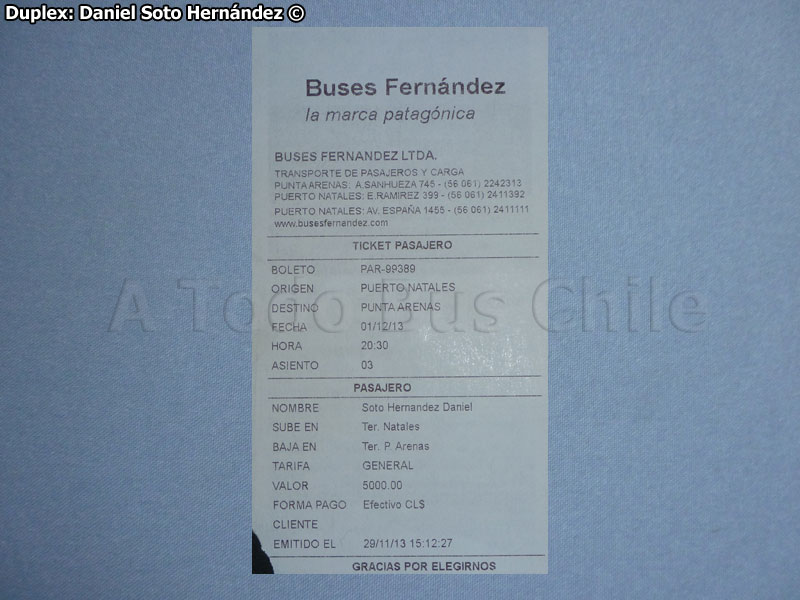 Duplex: Daniel Soto Hernández ©
Buses Fernández
la marca patagónica
BUSES FERNANDEZ LTDA.
TRANSPORTE DE PASAJEROS Y CARGA
PUNTA ARENAS: A.SANHUEZA 745 - (56 061) 2242313
PUERTO NATALES: E.RAMIREZ 399 - (56 061) 2411392
PUERTO NATALES: AV. ESPAÑA 1455 - (56 061) 2411111
www.busesfernandez.com
TICKET PASAJERO
BOLETO PAR-99389
ORIGEN PUERTO NATALES
DESTINO PUNTA ARENAS
A Todo Bus Chile
FECHA 01/12/13
HORA 20:30
ASIENTO 03
PASAJERO
NOMBRE Soto Hernandez Daniel
SUBE EN Ter. Natales
BAJA EN Ter. P. Arenas
TARIFA GENERAL
VALOR 5000.00
FORMA PAGO Efectivo CL$
CLIENTE
EMITIDO EL 29/11/13 15:12:27
GRACIAS POR ELEGIRNOS